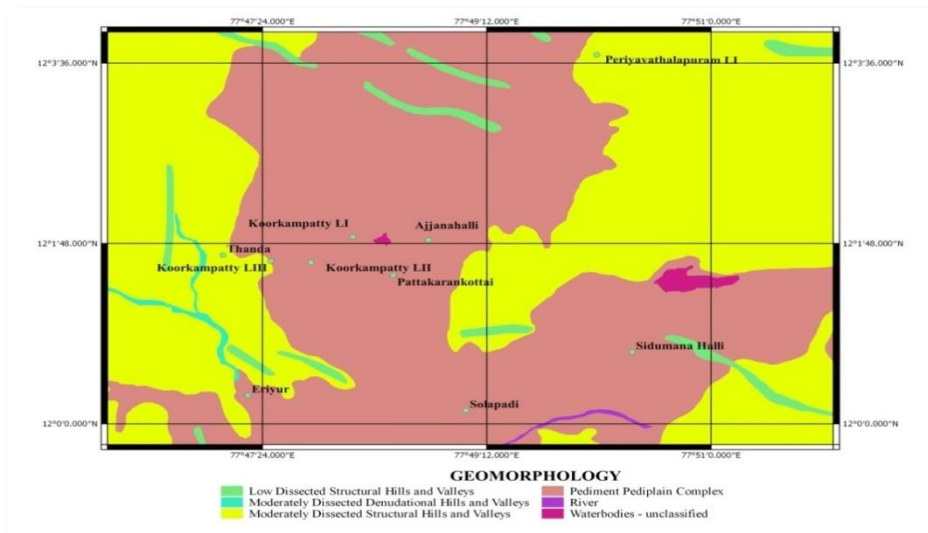 77°47'24.000"E 77°49'12.000"E 77°51'0.000"E
12°3'36.000"N 12°3'36.000"N
Periyavathalapuram LI
Koorkampatty LI
Ajjanahalli
12°1'48.000"N 12°1'48.000"N
Thanda
Koorkampatty LIII
Koorkampatty LII
Pattakarankottai
Sidumana Halli
Eriyur
Solapadi
12°0'0.000"N 12°0'0.000"N
77°47'24.000"E 77°49'12.000"E 77°51'0.000"E
GEOMORPHOLOGY
Low Dissected Structural Hills and Valleys
Moderately Dissected Denudational Hills and Valleys
Moderately Dissected Structural Hills and Valleys
Pediment Pediplain Complex
River
Waterbodies - unclassified